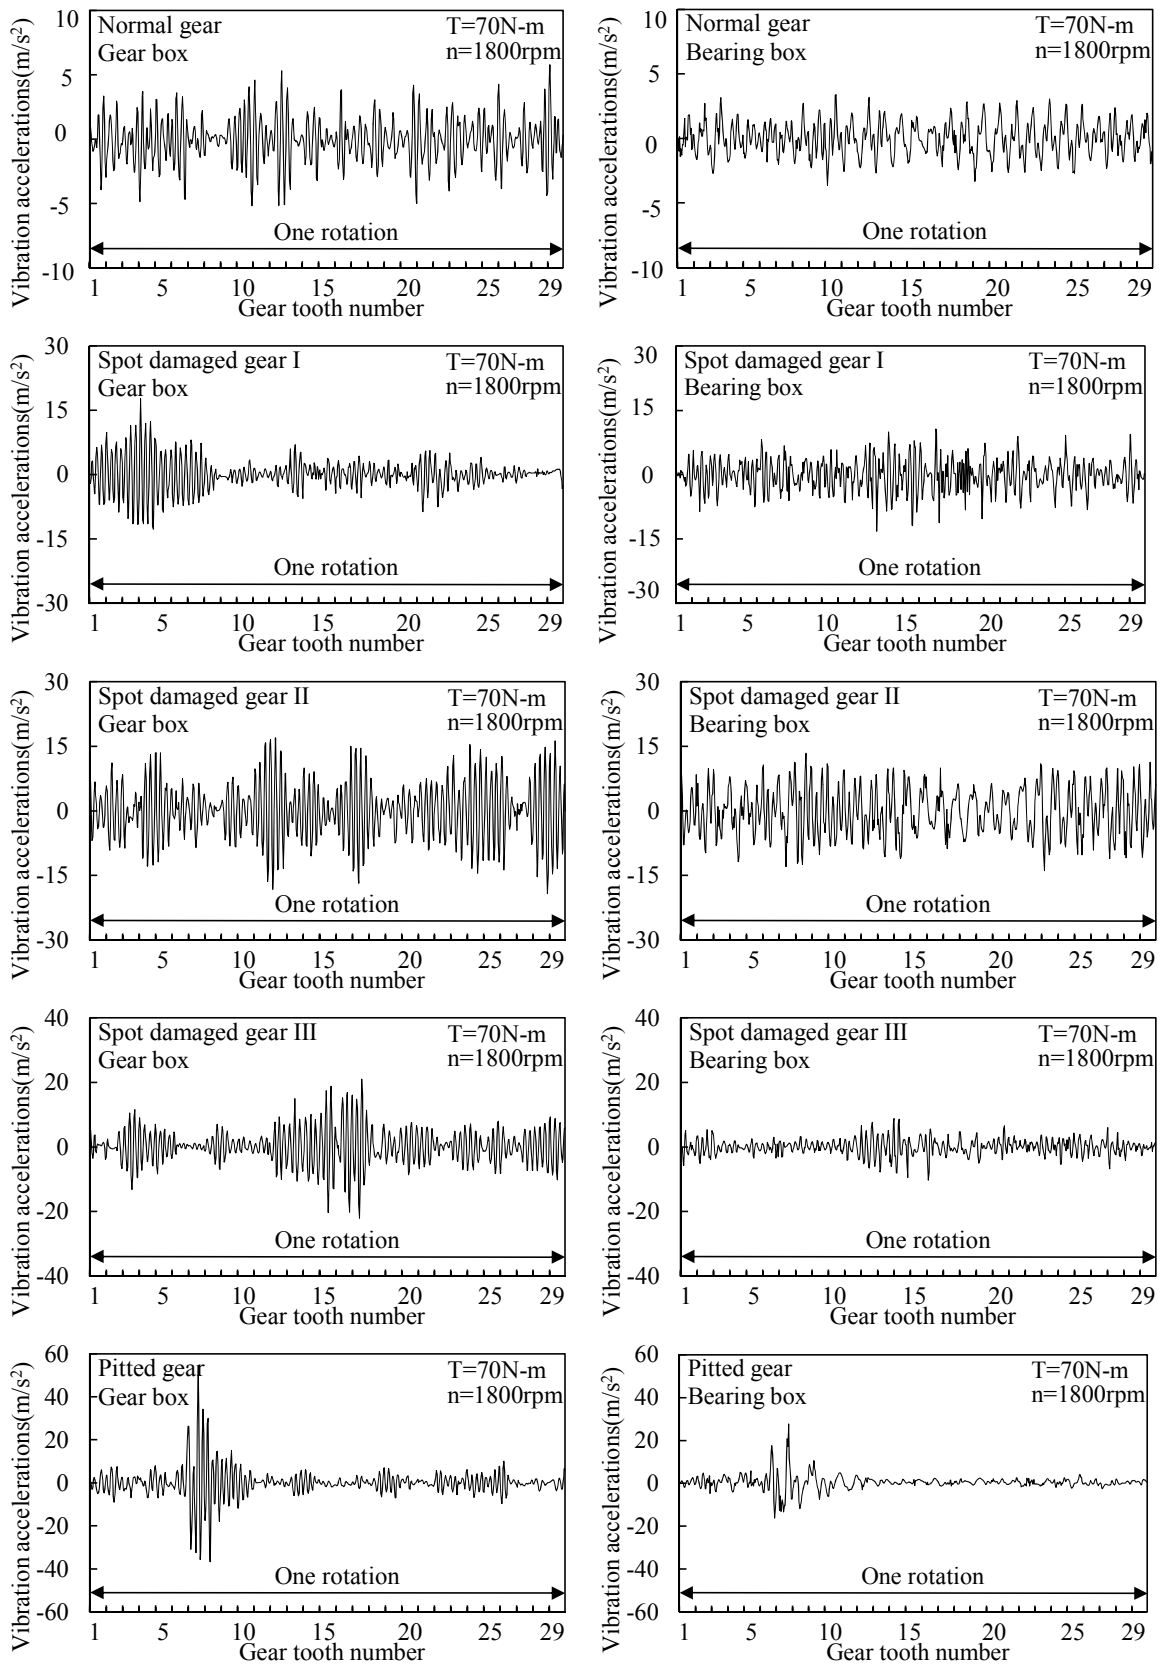 Vibration accelerations(m/s²)
10
5
0
-5
-10
Normal gear
Gear box
T=70N-m
n=1800rpm
One rotation
1 5 10 15 20 25 29
Gear tooth number
Vibration accelerations(m/s²)
10
5
0
-5
-10
Normal gear
Bearing box
T=70N-m
n=1800rpm
One rotation
1 5 10 15 20 25 29
Gear tooth number
Vibration accelerations(m/s²)
30
15
0
-15
-30
Spot damaged gear I
Gear box
T=70N-m
n=1800rpm
One rotation
1 5 10 15 20 25 29
Gear tooth number
Vibration accelerations(m/s²)
30
15
0
-15
-30
Spot damaged gear I
Bearing box
T=70N-m
n=1800rpm
One rotation
1 5 10 15 20 25 29
Gear tooth number
Vibration accelerations(m/s²)
30
15
0
-15
-30
Spot damaged gear II
Gear box
T=70N-m
n=1800rpm
One rotation
1 5 10 15 20 25 29
Gear tooth number
Vibration accelerations(m/s²)
30
15
0
-15
-30
Spot damaged gear II
Bearing box
T=70N-m
n=1800rpm
One rotation
1 5 10 15 20 25 29
Gear tooth number
Vibration accelerations(m/s²)
40
20
0
-20
-40
Spot damaged gear III
Gear box
T=70N-m
n=1800rpm
One rotation
1 5 10 15 20 25 29
Gear tooth number
Vibration accelerations(m/s²)
40
20
0
-20
-40
Spot damaged gear III
Bearing box
T=70N-m
n=1800rpm
One rotation
1 5 10 15 20 25 29
Gear tooth number
Vibration accelerations(m/s²)
60
40
20
0
-20
-40
-60
Pitted gear
Gear box
T=70N-m
n=1800rpm
One rotation
1 5 10 15 20 25 29
Gear tooth number
Vibration accelerations(m/s²)
60
40
20
0
-20
-40
-60
Pitted gear
Bearing box
T=70N-m
n=1800rpm
One rotation
1 5 10 15 20 25 29
Gear tooth number